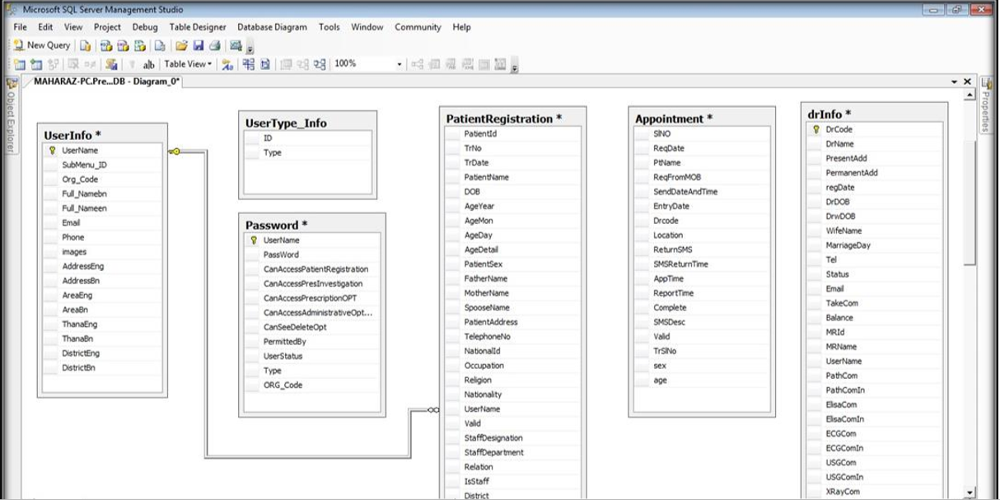 Microsoft SQL Server Management Studio
File Edit View Project Debug Table Designer Database Diagram Tools Window Community Help
New Query
alb Table View 100%
MAHARAZ-PC.Pre...DB - Diagram_0*
Object Explorer
Properties
UserInfo *
UserName
SubMenu_ID
Org_Code
Full_Namebn
Full_Nameen
Email
Phone
images
AddressEng
AddressBn
AreaEng
AreaBn
ThanaEng
ThanaBn
DistrictEng
DistrictBn
UserType_Info
ID
Type
Password *
UserName
PassWord
CanAccessPatientRegistration
CanAccessPresInvestigation
CanAccessPrescriptionOPT
CanAccessAdministrativeOpt...
CanSeeDeleteOpt
PermittedBy
UserStatus
Type
ORG_Code
PatientRegistration *
PatientId
TrNo
TrDate
PatientName
DOB
AgeYear
AgeMon
AgeDay
AgeDetail
PatientSex
FatherName
MotherName
SpooseName
PatientAddress
TelephoneNo
NationalId
Occupation
Religion
Nationality
UserName
Valid
StaffDesignation
StaffDepartment
Relation
IsStaff
District
Appointment *
SlNO
ReqDate
PtName
ReqFromMOB
SendDateAndTime
EntryDate
Drcode
Location
ReturnSMS
SMSReturnTime
AppTime
ReportTime
Complete
SMSDesc
Valid
TrSlNo
sex
age
drInfo *
DrCode
DrName
PresentAdd
PermanentAdd
regDate
DrDOB
DrwDOB
WifeName
MarriageDay
Tel
Status
Email
TakeCom
Balance
MRId
MRName
UserName
PathCom
PathComIn
ElisaCom
ElisaComIn
ECGCom
ECGComIn
USGCom
USGComIn
XRayCom